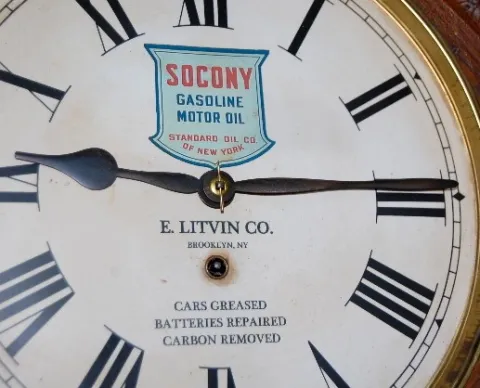 SOCONY
GASOLINE
MOTOR OIL
STANDARD OIL CO.
OF NEW YORK
E. LITVIN CO.
BROOKLYN, NY
CARS GREASED
BATTERIES REPAIRED
CARBON REMOVED